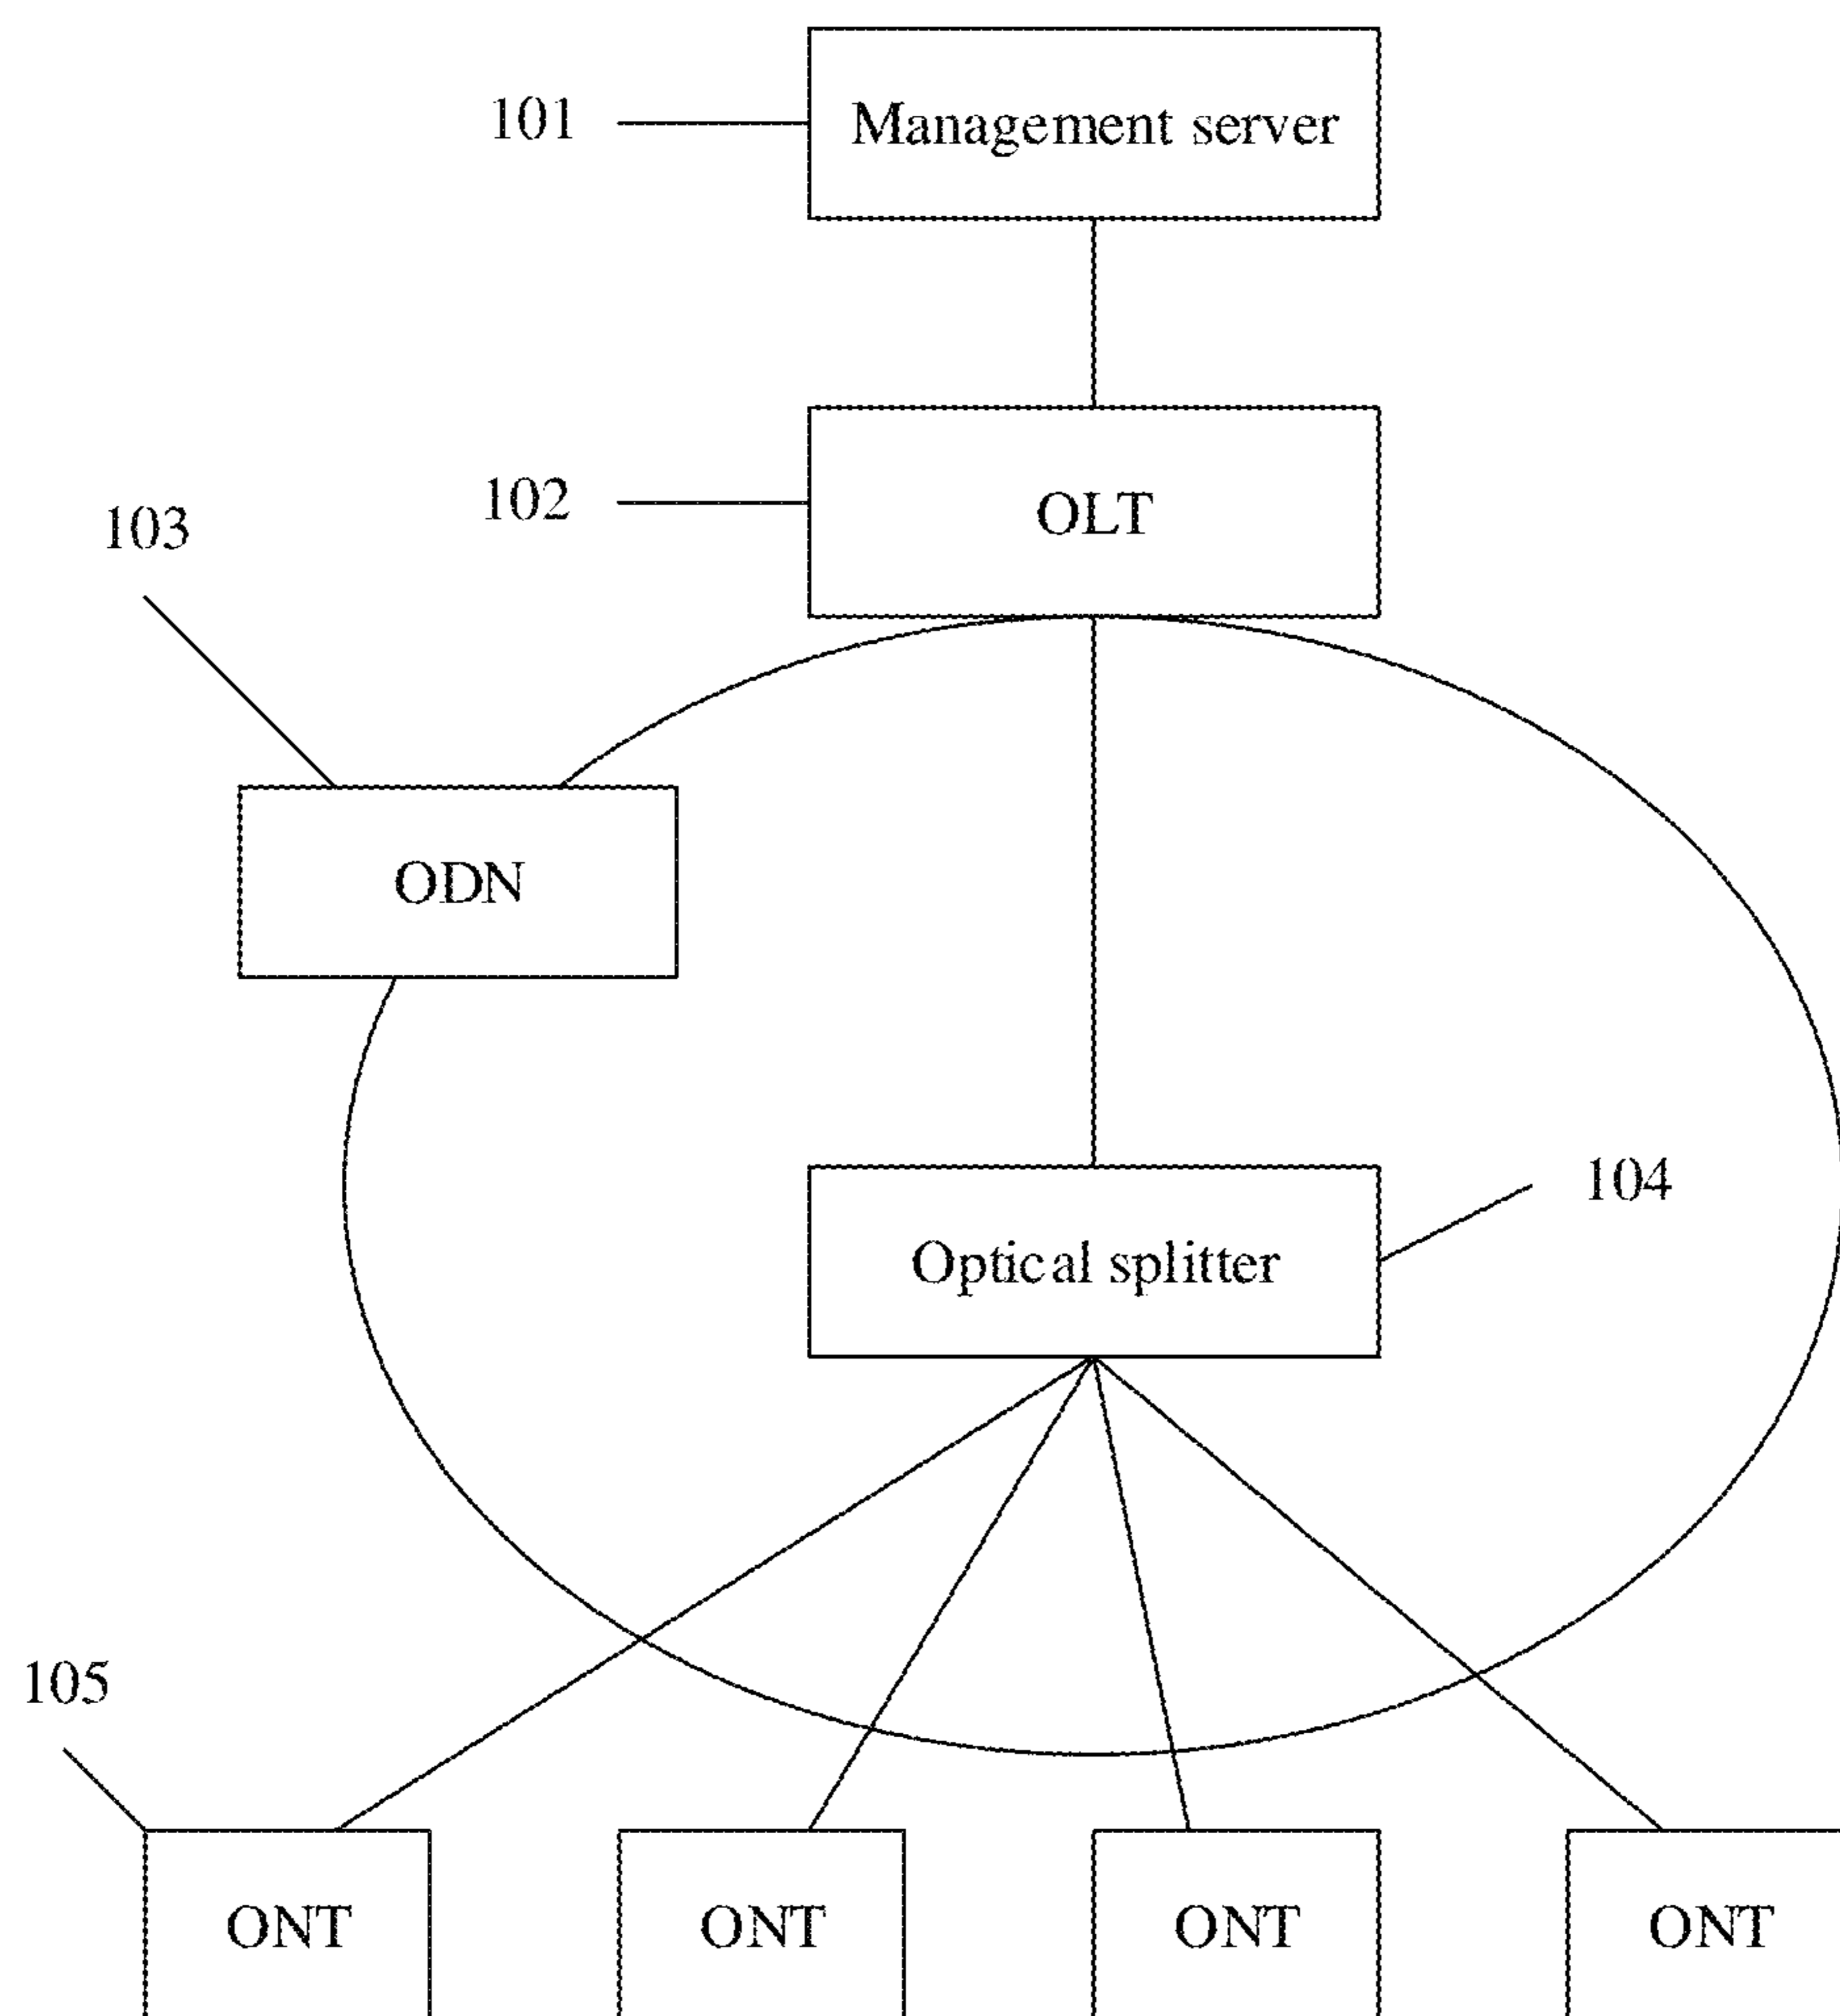 101
Management server
102
OLT
103
ODN
104
Optical splitter
105
ONT
ONT
ONT
ONT